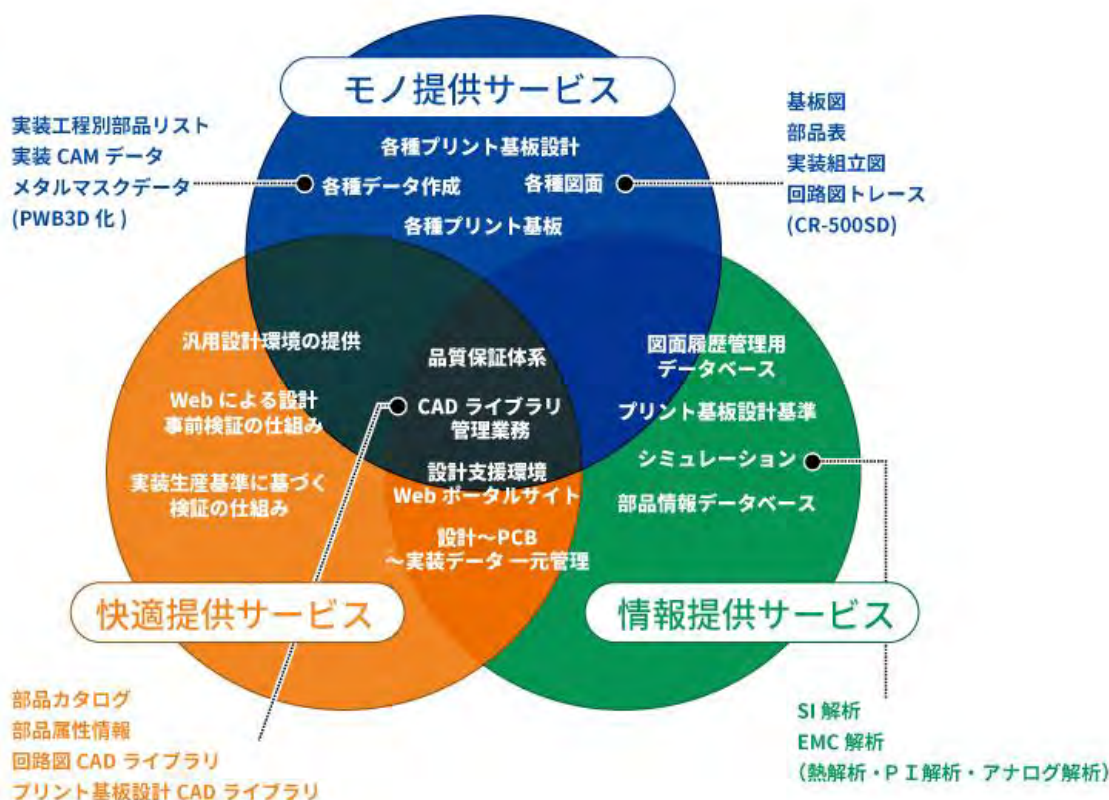 モノ提供サービス
実装工程別部品リスト
実装 CAM データ
メタルマスクデータ
(PWB3D 化 )
基板図
部品表
実装組立図
回路図トレース
(CR-500SD)
各種プリント基板設計
各種データ作成
各種図面
各種プリント基板
汎用設計環境の提供
Web による設計
事前検証の仕組み
実装生産基準に基づく
検証の仕組み
品質保証体系
CAD ライブラリ
管理業務
設計支援環境
Web ポータルサイト
設計～PCB
～実装データ 一元管理
図面履歴管理用
データベース
プリント基板設計基準
シミュレーション
部品情報データベース
快適提供サービス
情報提供サービス
部品カタログ
部品属性情報
回路図 CAD ライブラリ
プリント基板設計 CAD ライブラリ
SI 解析
EMC 解析
（熱解析・ＰＩ解析・アナログ解析）